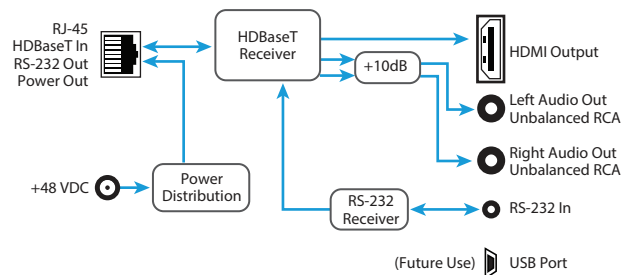 RJ-45
HDBaseT In
RS-232 Out
Power Out
HDBaseT
Receiver
+10dB
HDMI Output
Left Audio Out
Unbalanced RCA
Right Audio Out
Unbalanced RCA
+48 VDC
Power
Distribution
RS-232
Receiver
RS-232 In
(Future Use)
USB Port